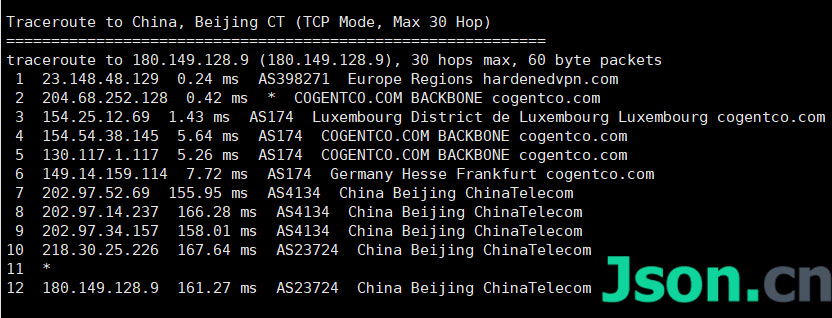 Traceroute to China, Beijing CT (TCP Mode, Max 30 Hop)
============================================================
traceroute to 180.149.128.9 (180.149.128.9), 30 hops max, 60 byte packets
1  23.148.48.129  0.24 ms  AS398271  Europe Regions hardenedvpn.com
2  204.68.252.128  0.42 ms  *  COGENTCO.COM BACKBONE cogentco.com
3  154.25.12.69  1.43 ms  AS174  Luxembourg District de Luxembourg Luxembourg cogentco.com
4  154.54.38.145  5.64 ms  AS174  COGENTCO.COM BACKBONE cogentco.com
5  130.117.1.117  5.26 ms  AS174  COGENTCO.COM BACKBONE cogentco.com
6  149.14.159.114  7.72 ms  AS174  Germany Hesse Frankfurt cogentco.com
7  202.97.52.69  155.95 ms  AS4134  China Beijing ChinaTelecom
8  202.97.14.237  166.28 ms  AS4134  China Beijing ChinaTelecom
9  202.97.34.157  158.01 ms  AS4134  China Beijing ChinaTelecom
10  218.30.25.226  167.64 ms  AS23724  China Beijing ChinaTelecom
11  *
12  180.149.128.9  161.27 ms  AS23724  China Beijing ChinaTelecom
Json.cn